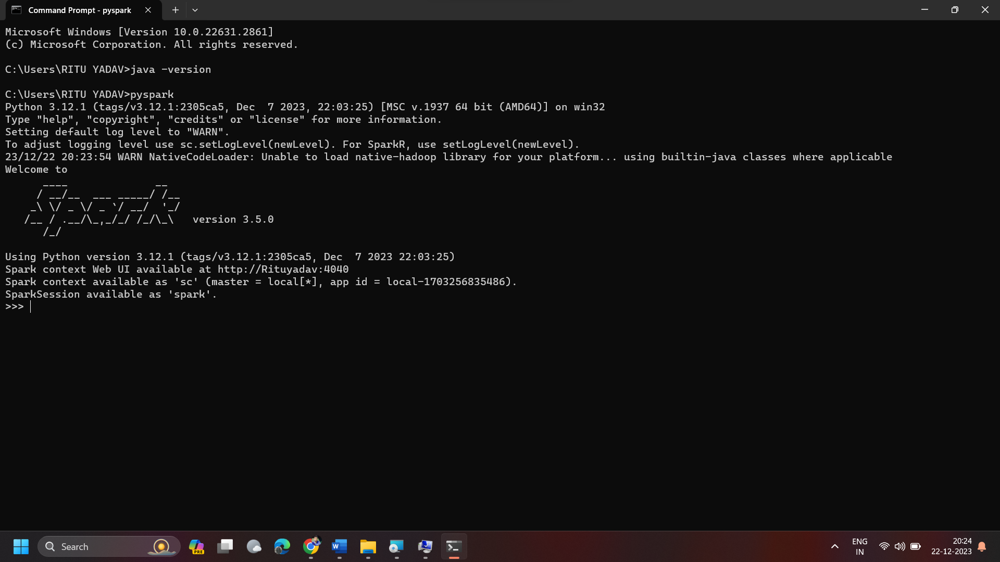 Command Prompt - pyspark
Microsoft Windows [Version 10.0.22631.2861]
(c) Microsoft Corporation. All rights reserved.
C:\Users\RITU YADAV>java -version
C:\Users\RITU YADAV>pyspark
Python 3.12.1 (tags/v3.12.1:2305ca5, Dec  7 2023, 22:03:25) [MSC v.1937 64 bit (AMD64)] on win32
Type "help", "copyright", "credits" or "license" for more information.
Setting default log level to "WARN".
To adjust logging level use sc.setLogLevel(newLevel). For SparkR, use setLogLevel(newLevel).
23/12/22 20:23:54 WARN NativeCodeLoader: Unable to load native-hadoop library for your platform... using builtin-java classes where applicable
Welcome to
      ____              __
     / __/__  ___ _____/ /__
    _\ \/ _ \/ _ `/ __/  '_/
   /__ / .__/\_,_/_/ /_/\_\   version 3.5.0
      /_/
Using Python version 3.12.1 (tags/v3.12.1:2305ca5, Dec  7 2023 22:03:25)
Spark context Web UI available at http://Rituyadav:4040
Spark context available as 'sc' (master = local[*], app id = local-1703256835486).
SparkSession available as 'spark'.
>>>
Search
PRE
W
ENG
IN
20:24
22-12-2023